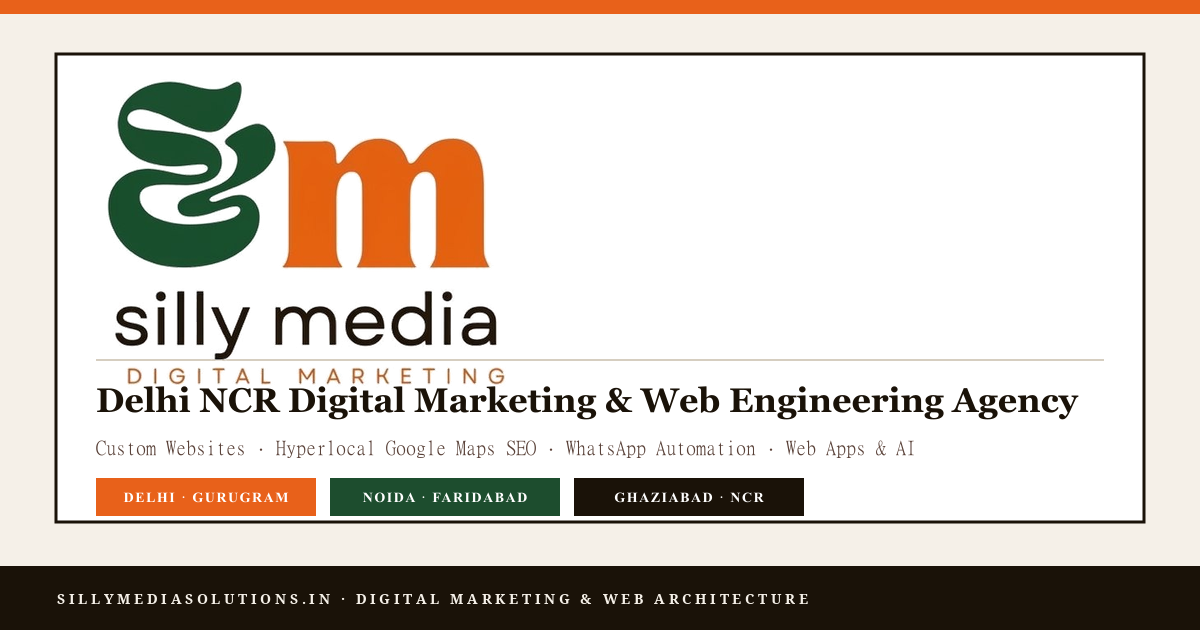 &m
silly media
DIGITAL MARKETING
Delhi NCR Digital Marketing & Web Engineering Agency
Custom Websites · Hyperlocal Google Maps SEO · WhatsApp Automation · Web Apps & AI
DELHI · GURUGRAM
NOIDA · FARIDABAD
GHAZIABAD · NCR
SILLYMEDIASOLUTIONS.IN · DIGITAL MARKETING & WEB ARCHITECTURE